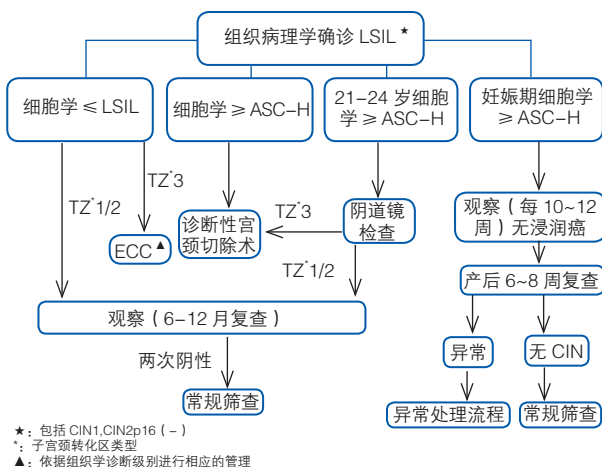 组织病理学确诊 LSIL★
细胞学 ≤ LSIL
细胞学 ≥ ASC-H
21-24 岁细胞
学 ≥ ASC-H
妊娠期细胞学
≥ ASC-H
TZ*1/2
TZ*3
ECC▲
诊断性宫
颈切除术
TZ*3
阴道镜
检查
TZ*1/2
观察（每 10~12
周）无浸润癌
产后 6~8 周复查
观察（6-12 月复查）
两次阴性
常规筛查
异常
无 CIN
异常处理流程
常规筛查
★：包括 CIN1,CIN2p16（-）
*：子宫颈转化区类型
▲：依据组织学诊断级别进行相应的管理